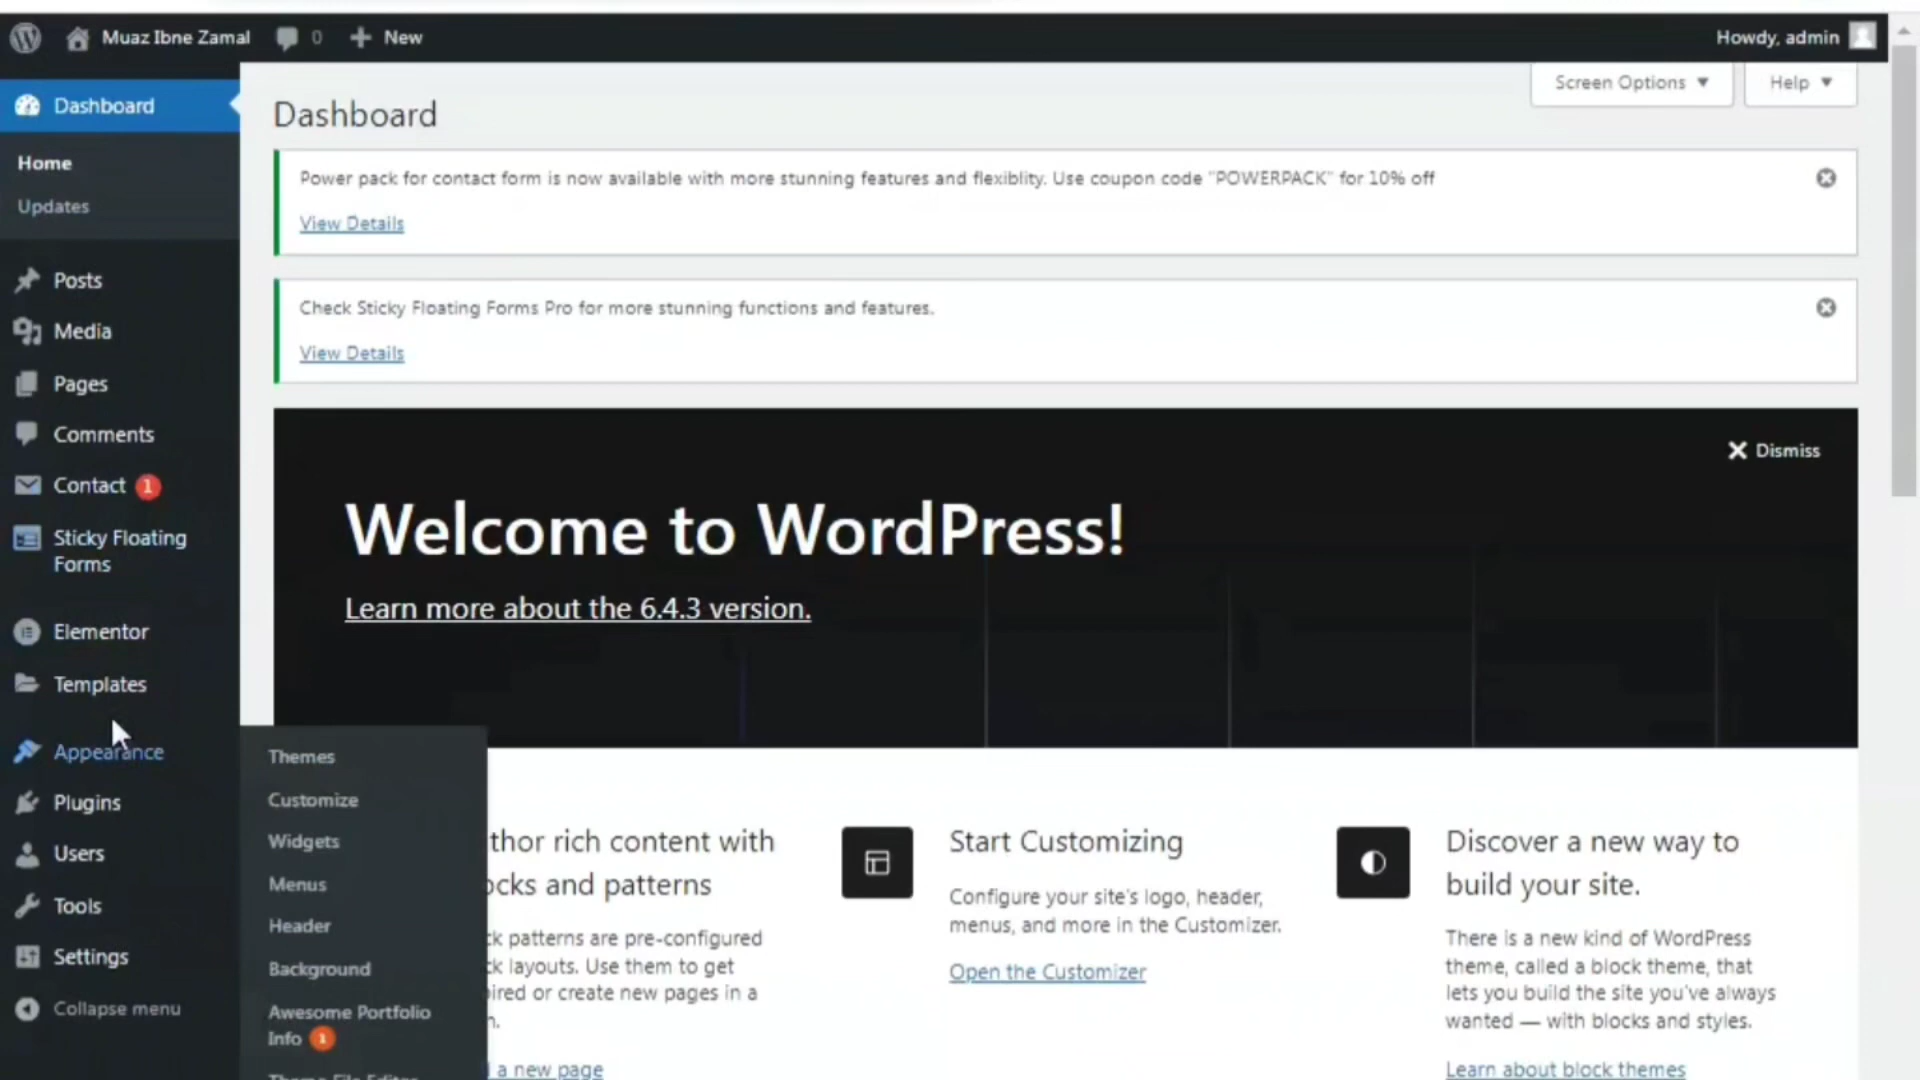 Muaz Ibne Zamal
0
New
Howdy, admin
Dashboard
Home
Updates
Posts
Media
Pages
Comments
Contact 1
Sticky Floating
Forms
Elementor
Templates
Appearance
Plugins
Users
Tools
Settings
Collapse menu
Themes
Customize
Widgets
Menus
Header
Background
Awesome Portfolio
Info 1
Theme File Editor
Screen Options
Help
Dashboard
Power pack for contact form is now available with more stunning features and flexiblity. Use coupon code "POWERPACK" for 10% off
View Details
Check Sticky Floating Forms Pro for more stunning functions and features.
View Details
Dismiss
Welcome to WordPress!
Learn more about the 6.4.3 version.
thor rich content with
ocks and patterns
ck patterns are pre-configured
ck layouts. Use them to get
ired or create new pages in a
n.
a new page
Start Customizing
Configure your site's logo, header,
menus, and more in the Customizer.
Open the Customizer
Discover a new way to
build your site.
There is a new kind of WordPress
theme, called a block theme, that
lets you build the site you've always
wanted — with blocks and styles.
Learn about block themes